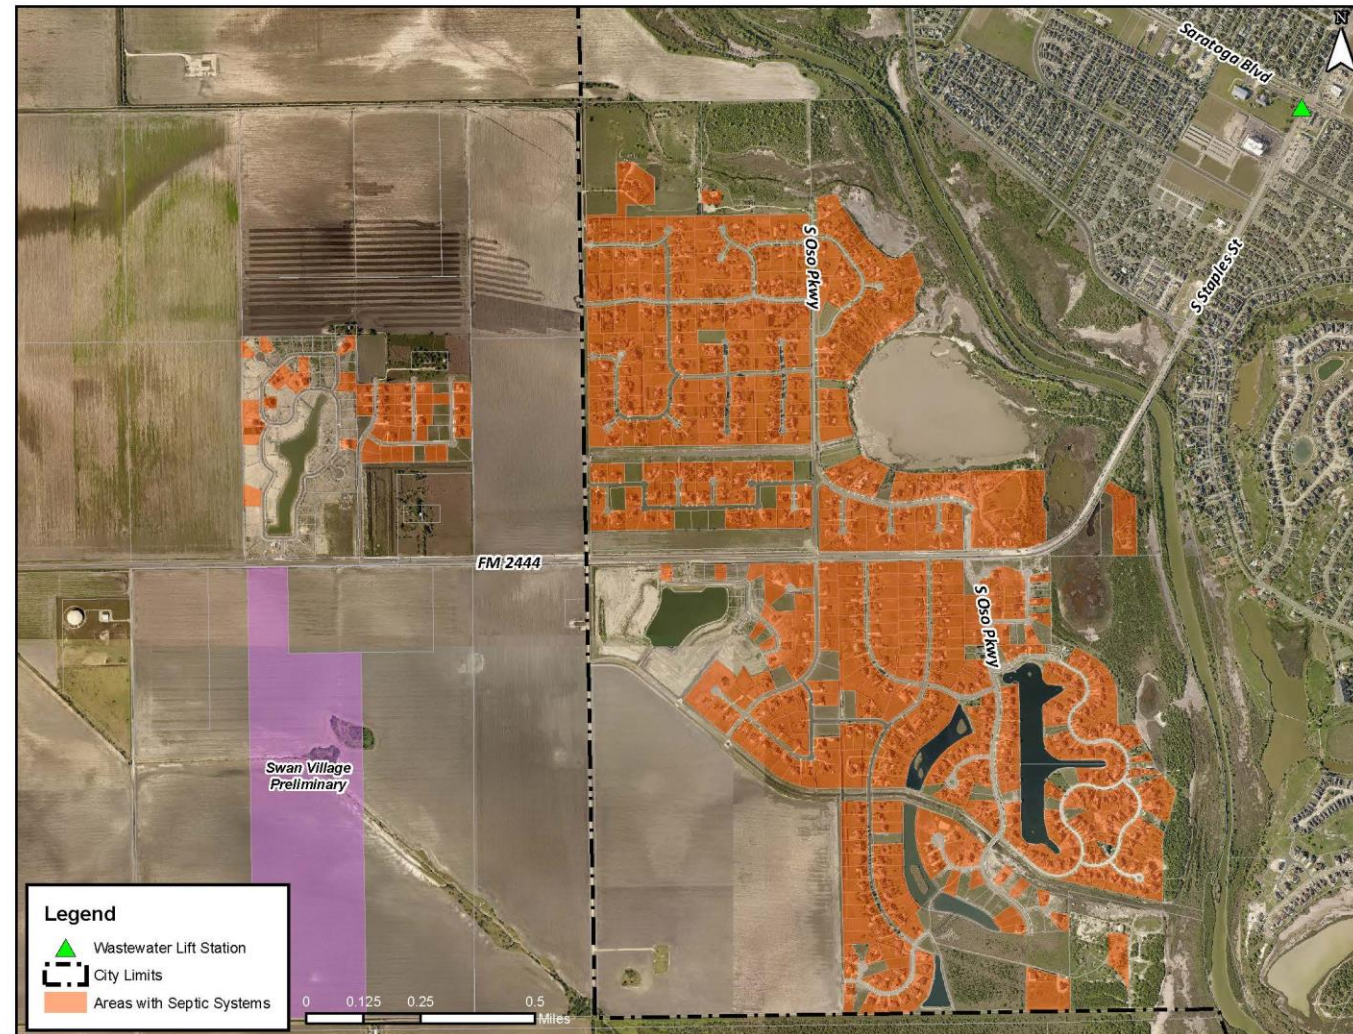 N
Saratoga Blvd
S Oso Pkwy
S Staples St
FM 2444
S Oso Pkwy
Swan Village
Preliminary
Legend
Wastewater Lift Station
City Limits
Areas with Septic Systems
0 0.125 0.25 0.5
Miles